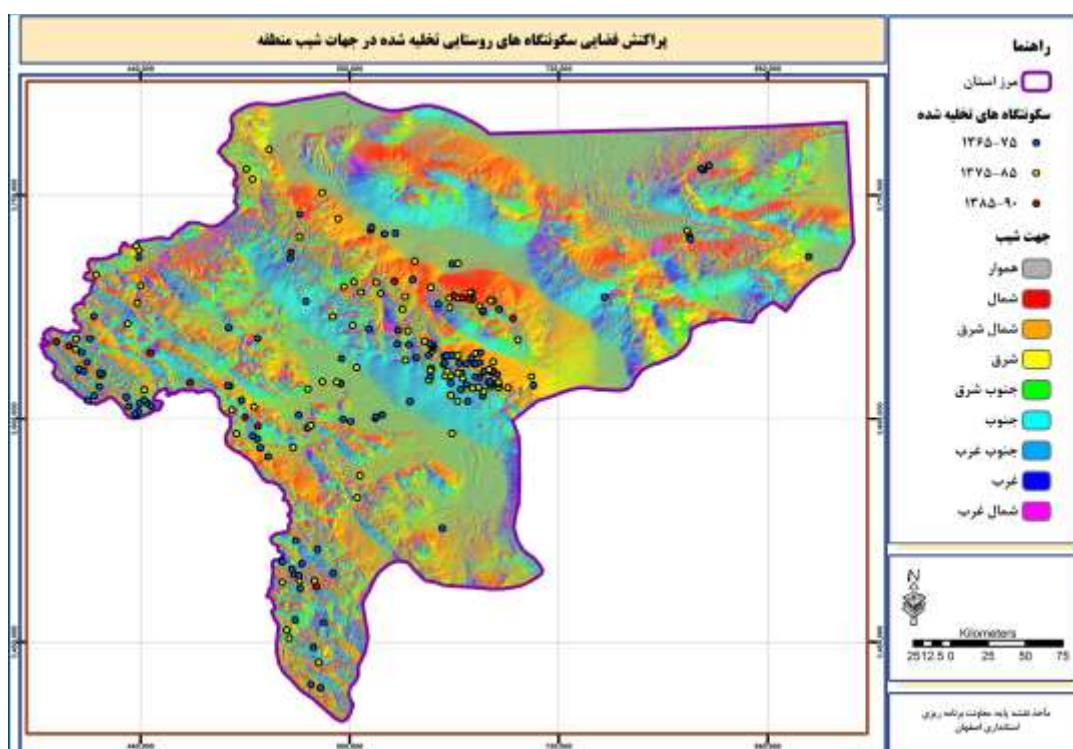 پراکنش فضایی سکونتگاه های روستایی تخلیه شده در جهات شیب منطقه
راهنما
مرز استان
سکونتگاه های تخلیه شده
۱۳۶۵-۷۵
۱۳۷۵-۸۵
۱۳۸۵-۹۰
جهت شیب
هموار
شمال
شمال شرق
شرق
جنوب شرق
جنوب
جنوب غرب
غرب
شمال غرب
N
Kilometers
25 12.5 0 25 50 75
مأخذ نقشه پایه: معاونت برنامه ریزی
استانداری اصفهان